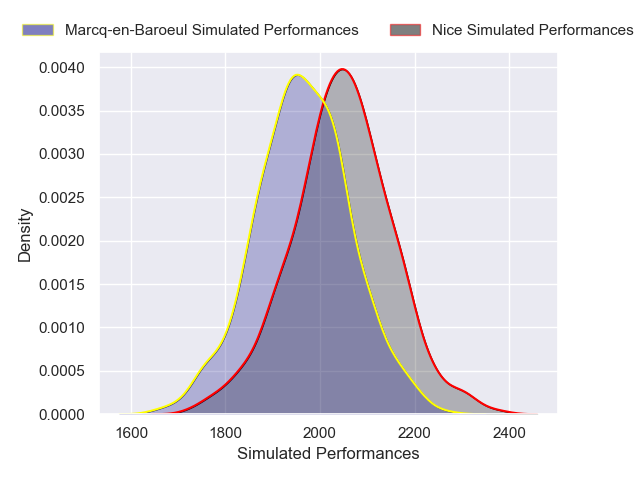 Marcq-en-Baroeul Simulated Performances Nice Simulated Performances
0.0040
0.0035
0.0030
0.0025
0.0020
0.0015
0.0010
0.0005
0.0000
Density
1600 1800 2000 2200 2400
Simulated Performances